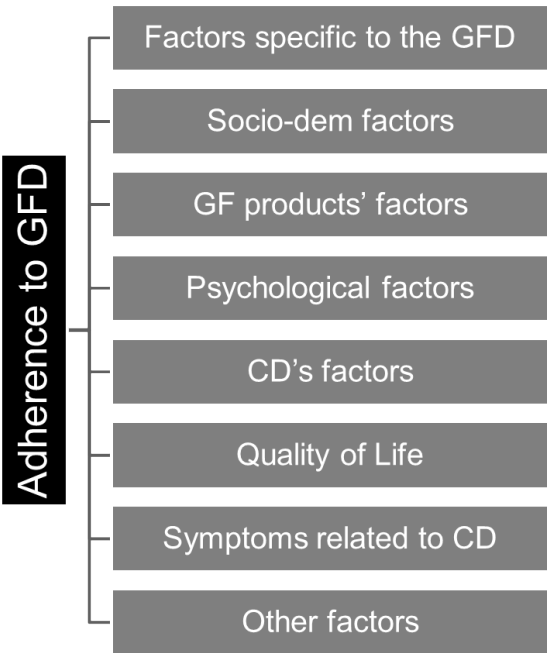 Adherence to GFD
Factors specific to the GFD
Socio-dem factors
GF products’ factors
Psychological factors
CD’s factors
Quality of Life
Symptoms related to CD
Other factors